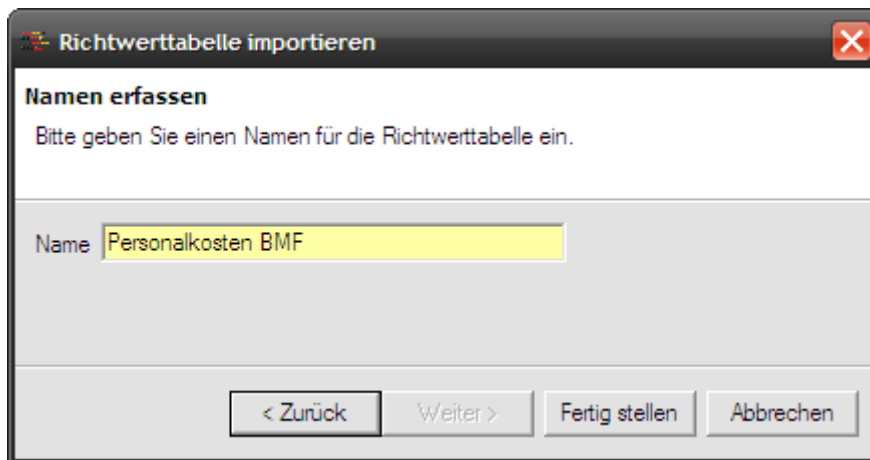 Richtwerttabelle importieren
Namen erfassen
Bitte geben Sie einen Namen für die Richtwerttabelle ein.
Name Personalkosten BMF
< Zurück Weiter > Fertig stellen Abbrechen